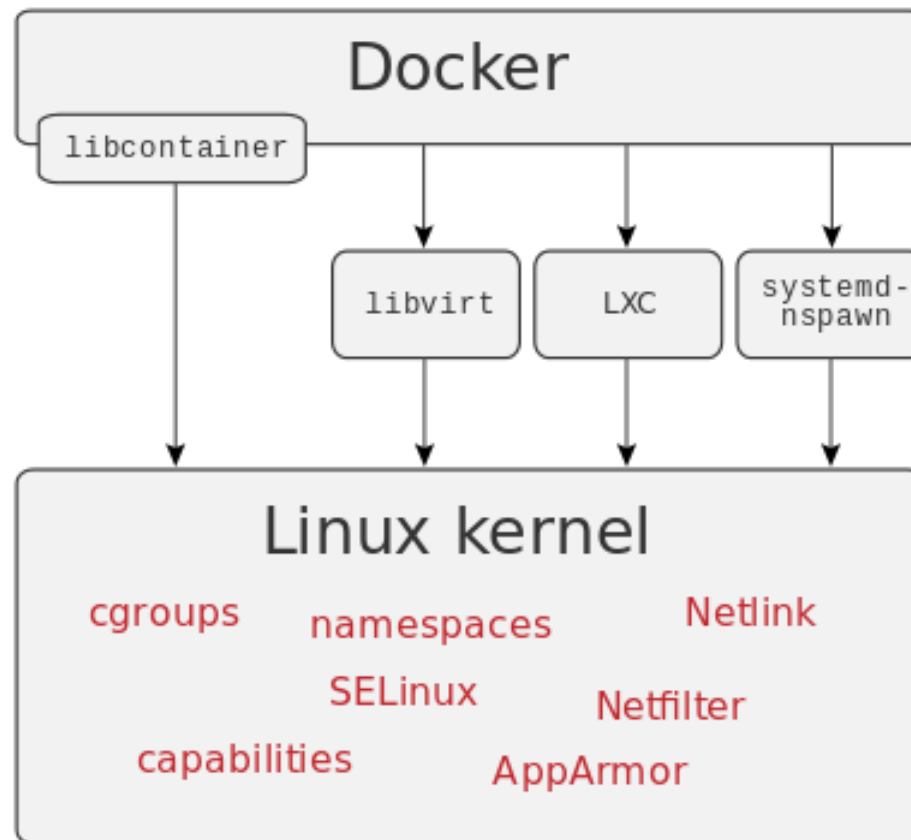 Docker
libcontainer
libvirt
LXC
systemd-
nspawn
Linux kernel
cgroups
namespaces
Netlink
SELinux
Netfilter
capabilities
AppArmor